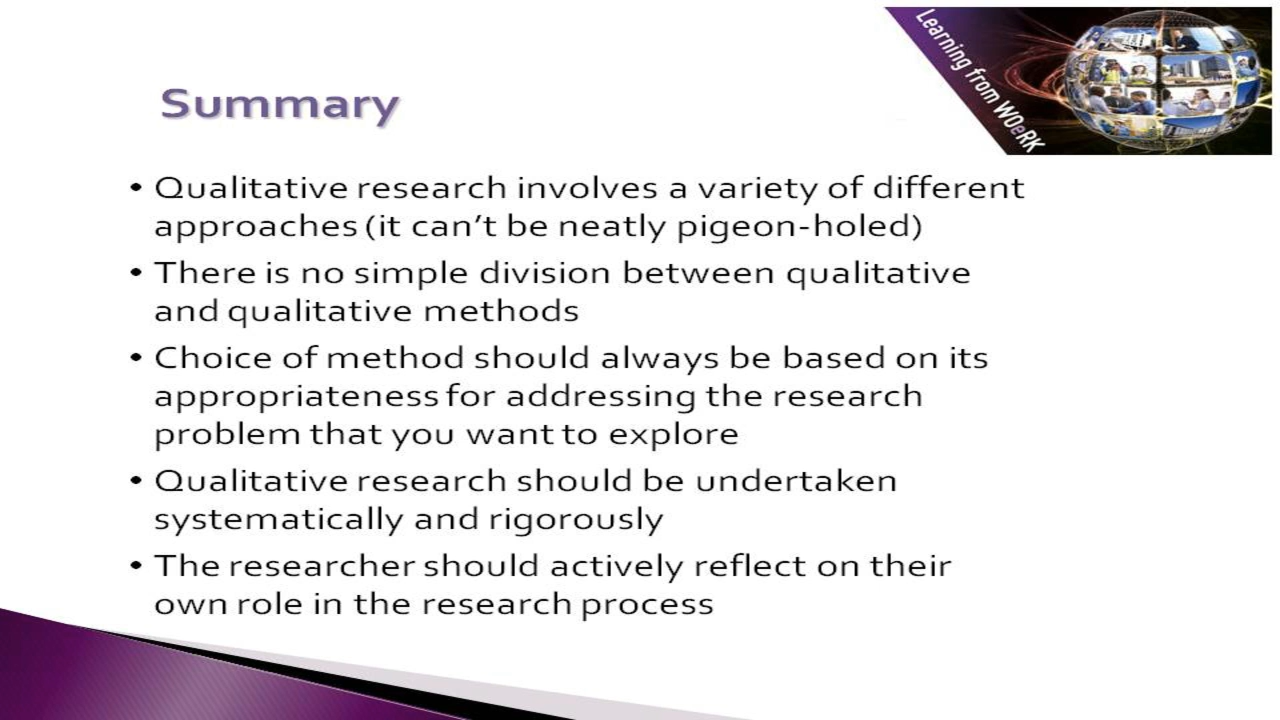 Learning from WOeRK
Summary
• Qualitative research involves a variety of different
approaches (it can’t be neatly pigeon-holed)
• There is no simple division between qualitative
and qualitative methods
• Choice of method should always be based on its
appropriateness for addressing the research
problem that you want to explore
• Qualitative research should be undertaken
systematically and rigorously
• The researcher should actively reflect on their
own role in the research process